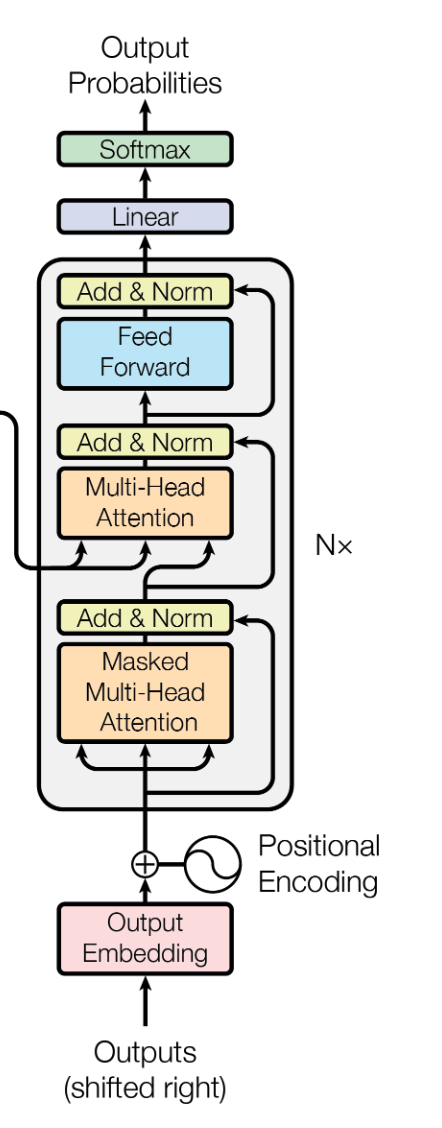 Output
Probabilities
Softmax
Linear
Add & Norm
Feed
Forward
Add & Norm
Multi-Head
Attention
N×
Add & Norm
Masked
Multi-Head
Attention
Positional
Encoding
Output
Embedding
Outputs
(shifted right)